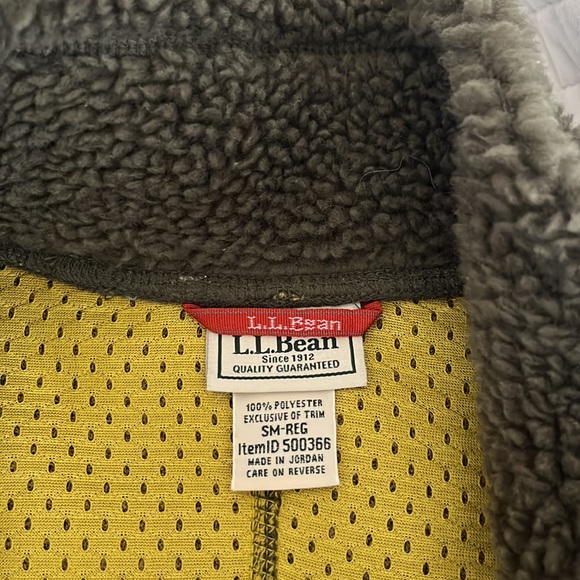 L.L.Bean
L.L.Bean
Since 1912
QUALITY GUARANTEED
100% POLYESTER
EXCLUSIVE OF TRIM
SM-REG
ItemID 500366
MADE IN JORDAN
CARE ON REVERSE